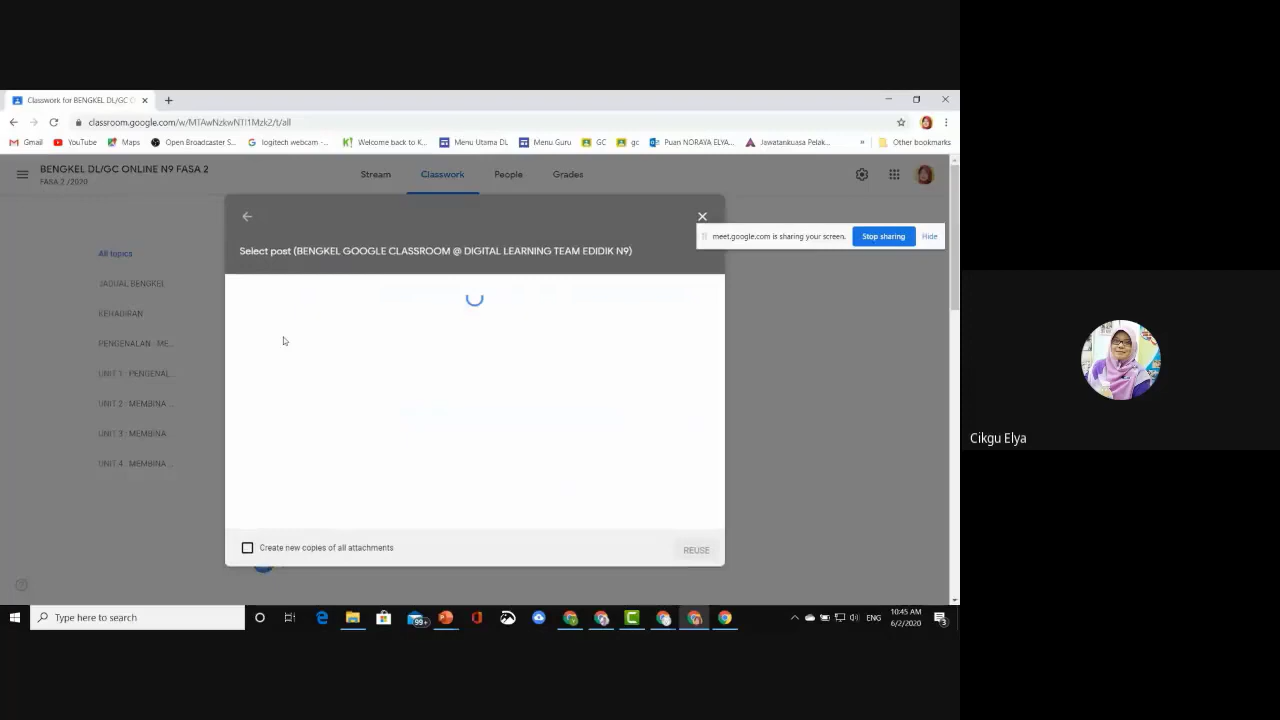 Classwork for BENGKEL DL/GC O
classroom.google.com/w/MTAwNzkwNTI1Mzk2/t/all
Gmail
YouTube
Maps
Open Broadcaster S...
logitech webcam -...
Welcome back to K...
Menu Utama DL
Menu Guru
GC
gc
Puan NORAYA ELYA...
Jawatankuasa Pelak...
»
Other bookmarks
BENGKEL DL/GC ONLINE N9 FASA 2
FASA 2 /2020
Stream
Classwork
People
Grades
meet.google.com is sharing your screen.
Stop sharing
Hide
Select post (BENGKEL GOOGLE CLASSROOM @ DIGITAL LEARNING TEAM EDIDIK N9)
All topics
JADUAL BENGKEL
KEHADIRAN
PENGENALAN : ME...
UNIT 1 : PENGENAL...
UNIT 2 : MEMBINA ...
UNIT 3 : MEMBINA ...
UNIT 4 : MEMBINA ...
Create new copies of all attachments
REUSE
Cikgu Elya
Type here to search
99+
ENG
10:45 AM
6/2/2020
3